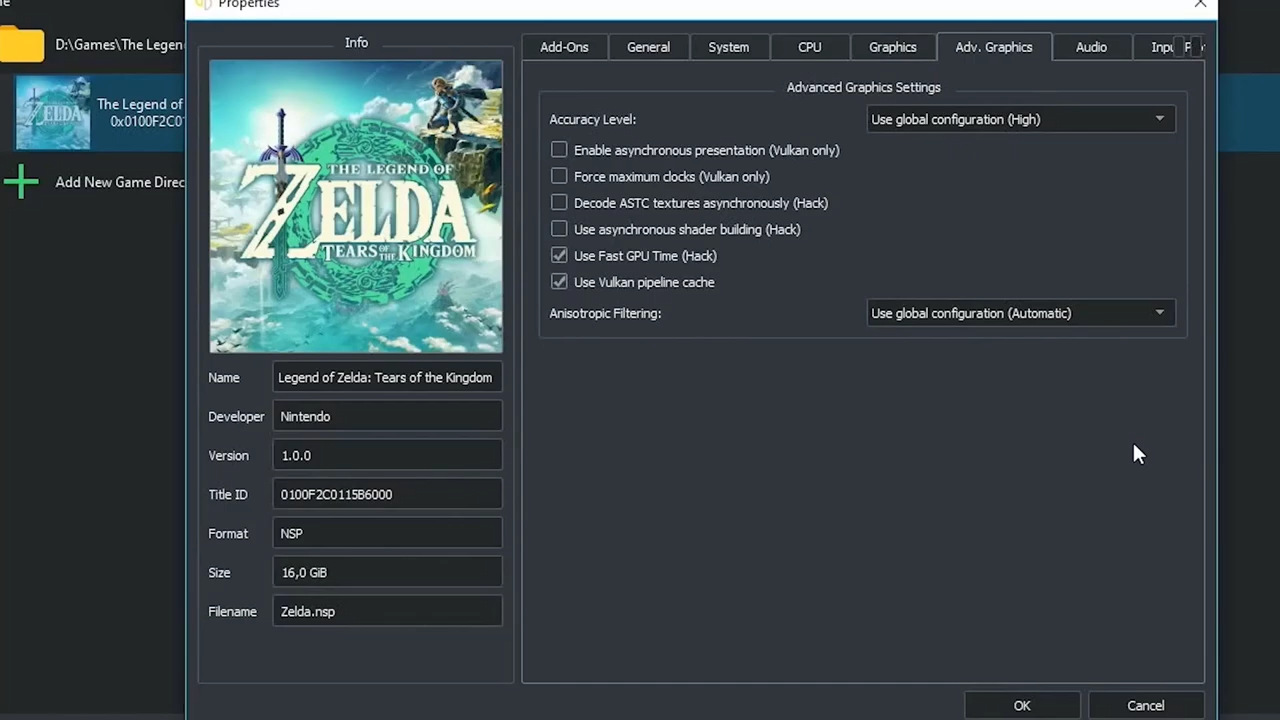 Properties
D:\Games\The Legen
The Legend of
0x0100F2C01
Add New Game Direc
Info
THE LEGEND OF
ZELDA
TEARS OF THE KINGDOM
Name
Legend of Zelda: Tears of the Kingdom
Developer
Nintendo
Version
1.0.0
Title ID
0100F2C0115B6000
Format
NSP
Size
16,0 GiB
Filename
Zelda.nsp
Add-Ons
General
System
CPU
Graphics
Adv. Graphics
Audio
Inpu
Advanced Graphics Settings
Accuracy Level:
Use global configuration (High)
Enable asynchronous presentation (Vulkan only)
Force maximum clocks (Vulkan only)
Decode ASTC textures asynchronously (Hack)
Use asynchronous shader building (Hack)
Use Fast GPU Time (Hack)
Use Vulkan pipeline cache
Anisotropic Filtering:
Use global configuration (Automatic)
OK
Cancel